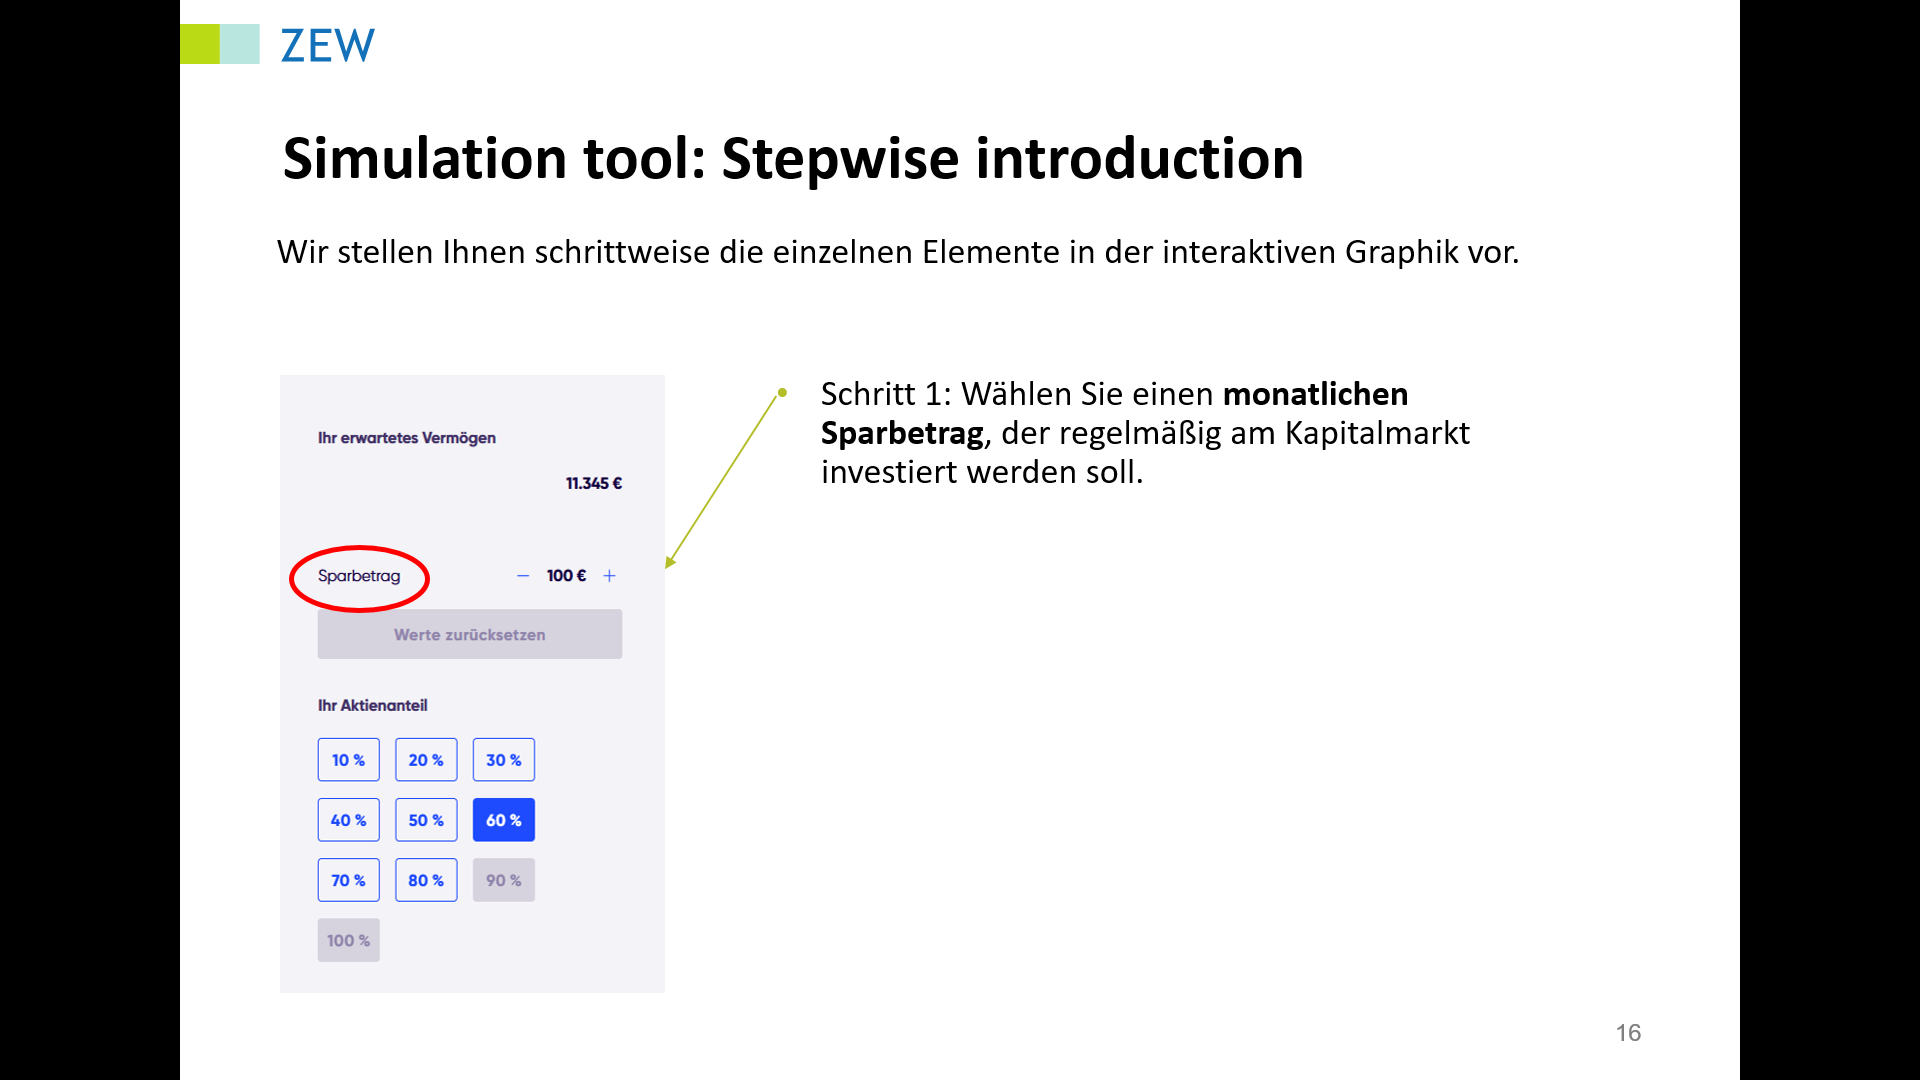 ZEW
Simulation tool: Stepwise introduction
Wir stellen Ihnen schrittweise die einzelnen Elemente in der interaktiven Graphik vor.
Ihr erwartetes Vermögen
11.345 €
Sparbetrag − 100 € +
Werte zurücksetzen
Ihr Aktienanteil
10 % 20 % 30 %
40 % 50 % 60 %
70 % 80 % 90 %
100 %
• Schritt 1: Wählen Sie einen monatlichen
Sparbetrag, der regelmäßig am Kapitalmarkt
investiert werden soll.
16